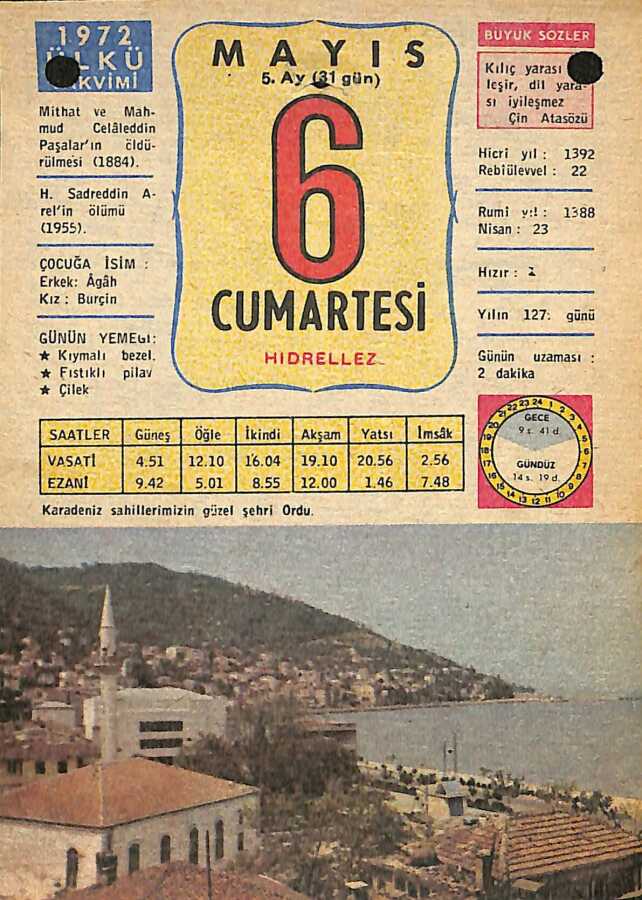 1972
ÜLKÜ
TAKVİMİ
Mithat ve Mah-
mud Celâleddin
Paşalar'ın öldü-
rülmesi (1884).
H. Sadreddin A-
rel'in ölümü
(1955).
ÇOCUĞA İSİM :
Erkek: Âgâh
Kız : Burçin
GÜNÜN YEMEĞİ:
★ Kıymalı bezel.
★ Fıstıklı pilav
★ Çilek
MAYIS
5. Ay (31 gün)
6
CUMARTESİ
HIDRELLEZ
BÜYÜK SÖZLER
Kılıç yarası
leşir, dil yara-
sı iyileşmez
Çin Atasözü
Hicri yıl : 1392
Rebiülevvel : 22
Rumi yıl : 1388
Nisan : 23
Hızır : 1
Yılın 127. günü
Günün uzaması :
2 dakika
SAATLER Güneş Öğle İkindi Akşam Yatsı İmsâk
VASATİ 4.51 12.10 16.04 19.10 20.56 2.56
EZANİ 9.42 5.01 8.55 12.00 1.46 7.48
GECE
9 s. 41 d.
GÜNDÜZ
14 s. 19 d.
Karadeniz sahillerimizin güzel şehri Ordu.